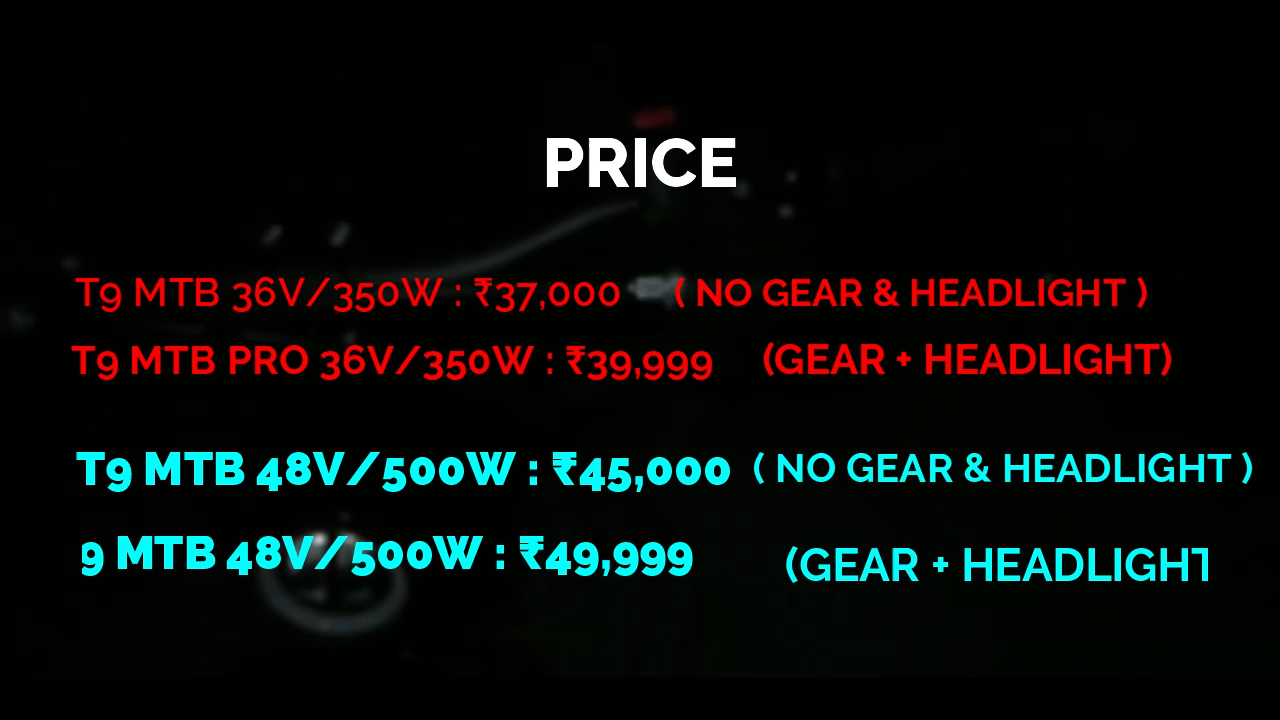 PRICE
T9 MTB 36V/350W : ₹37,000 ( NO GEAR & HEADLIGHT )
T9 MTB PRO 36V/350W : ₹39,999 (GEAR + HEADLIGHT)
T9 MTB 48V/500W : ₹45,000 ( NO GEAR & HEADLIGHT )
9 MTB 48V/500W : ₹49,999 (GEAR + HEADLIGHT